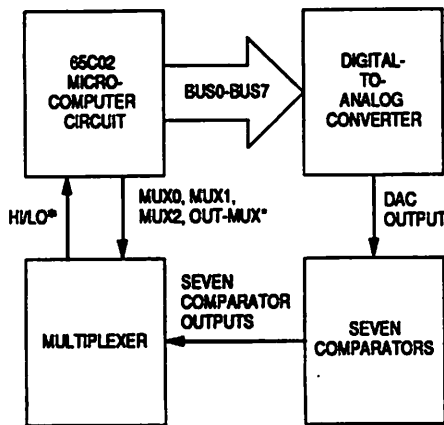 65C02
MICRO-
COMPUTER
CIRCUIT
BUS0-BUS7
DIGITAL-
TO-
ANALOG
CONVERTER
HI/LO*
MUX0, MUX1,
MUX2, OUT-MUX*
DAC
OUTPUT
MULTIPLEXER
SEVEN
COMPARATOR
OUTPUTS
SEVEN
COMPARATORS